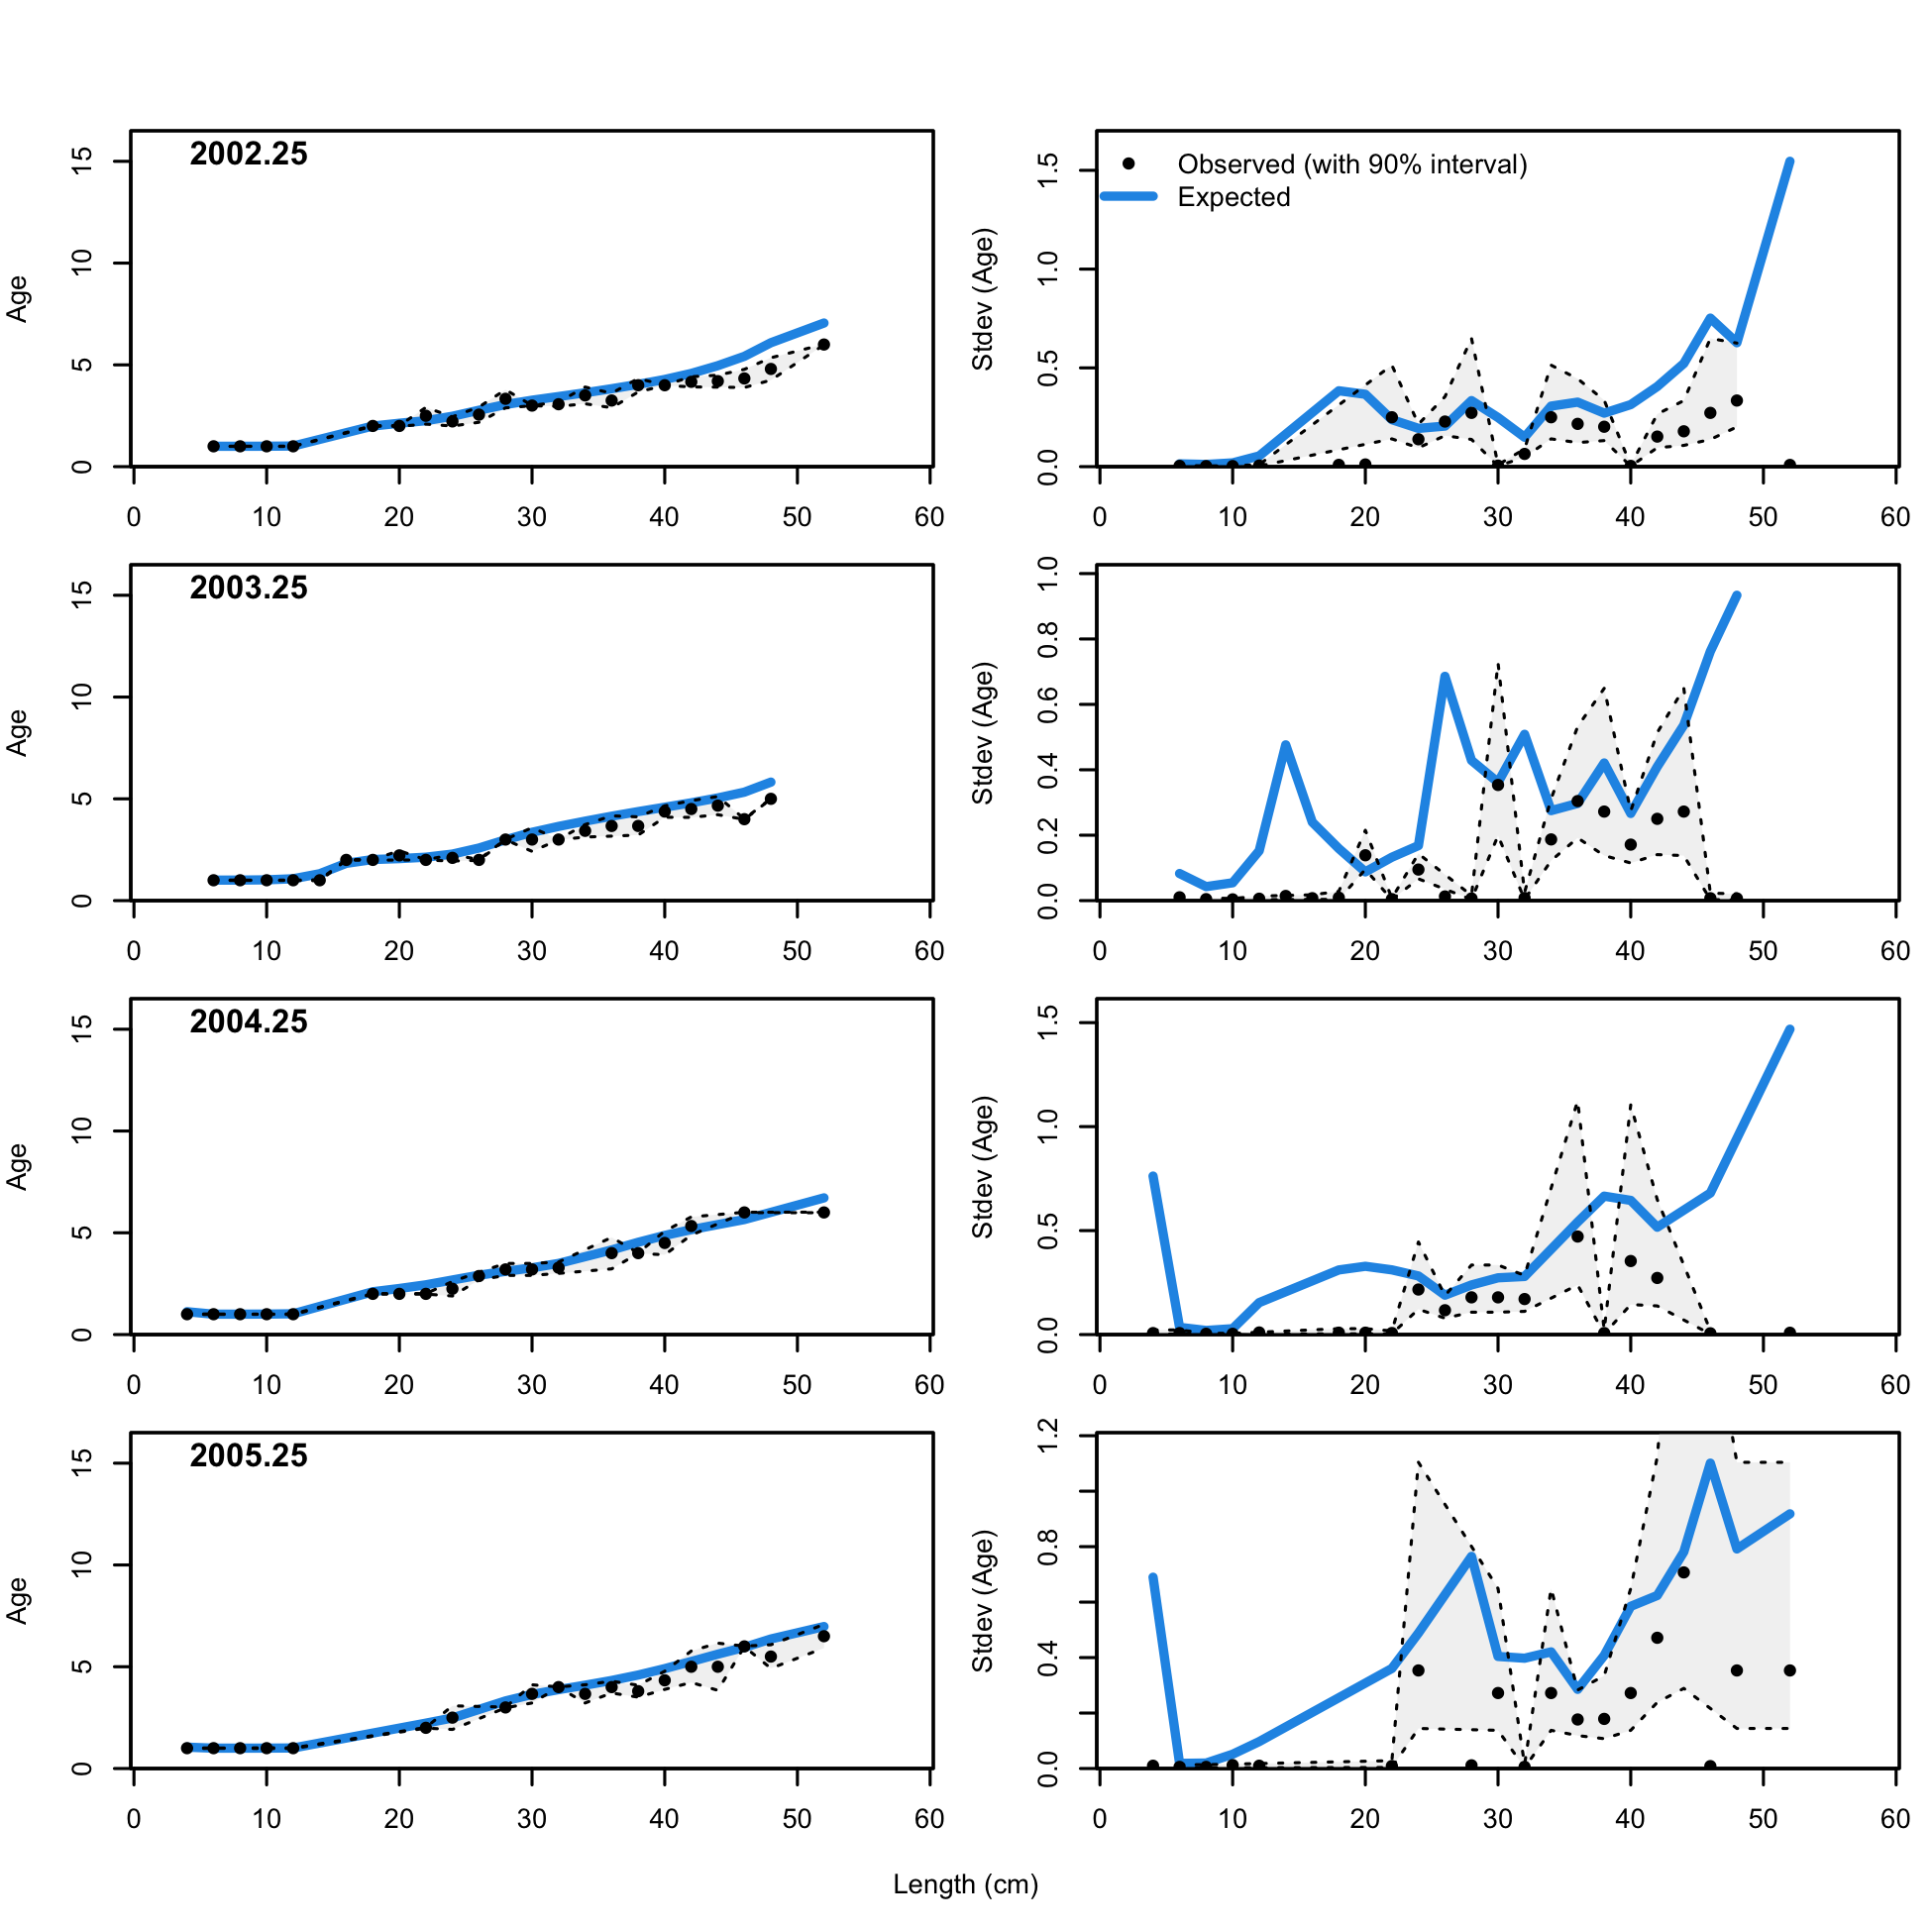 2002.25
Age
0 5 10 15
0 10 20 30 40 50 60
Observed (with 90% interval)
Expected
Stdev (Age)
0.0 0.5 1.0 1.5
0 10 20 30 40 50 60
2003.25
Age
0 5 10 15
0 10 20 30 40 50 60
Stdev (Age)
0.0 0.2 0.4 0.6 0.8 1.0
0 10 20 30 40 50 60
2004.25
Age
0 5 10 15
0 10 20 30 40 50 60
Stdev (Age)
0.0 0.5 1.0 1.5
0 10 20 30 40 50 60
2005.25
Age
0 5 10 15
0 10 20 30 40 50 60
Stdev (Age)
0.0 0.4 0.8 1.2
0 10 20 30 40 50 60
Length (cm)